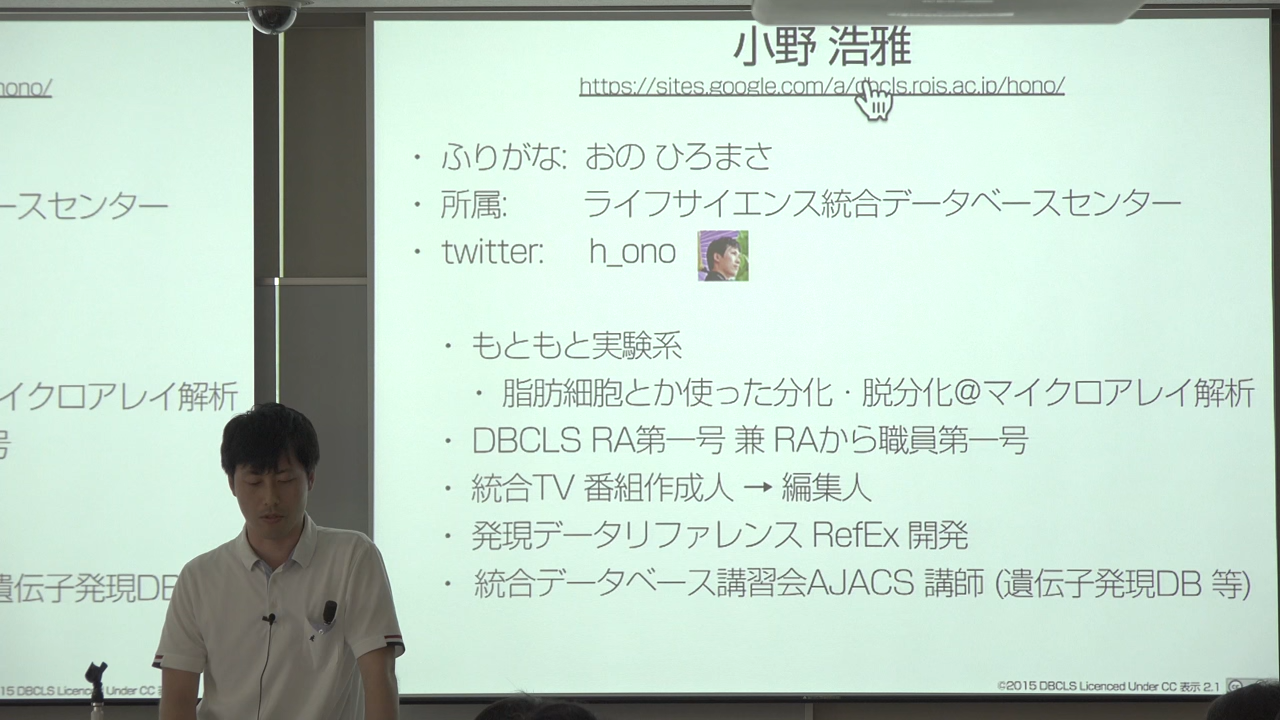 小野 浩雅
https://sites.google.com/a/dbcls.rois.ac.jp/hono/
・ ふりがな: おの ひろまさ
・ 所属: ライフサイエンス統合データベースセンター
・ twitter: h_ono
・ もともと実験系
・ 脂肪細胞とか使った分化・脱分化@マイクロアレイ解析
・ DBCLS RA第一号 兼 RAから職員第一号
・ 統合TV 番組作成人 → 編集人
・ 発現データリファレンス RefEx 開発
・ 統合データベース講習会AJACS 講師 (遺伝子発現DB 等)
©2015 DBCLS Licenced Under CC 表示 2.1
hono/
ースセンター
イクロアレイ解析
号
遺伝子発現DB
15 DBCLS Licenc Under CC